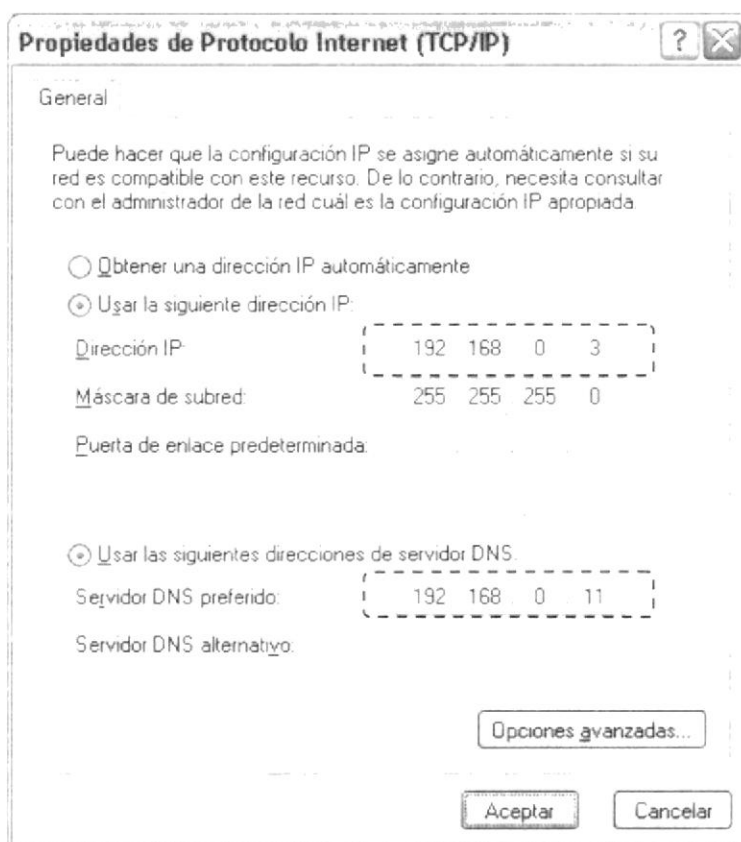 Propiedades de Protocolo Internet (TCP/IP)
General
Puede hacer que la configuración IP se asigne automáticamente si su
red es compatible con este recurso. De lo contrario, necesita consultar
con el administrador de la red cuál es la configuración IP apropiada.
Obtener una dirección IP automáticamente
Usar la siguiente dirección IP:
Dirección IP: 192 168 0 3
Máscara de subred: 255 255 255 0
Puerta de enlace predeterminada:
Usar las siguientes direcciones de servidor DNS.
Servidor DNS preferido: 192 168 . 0 . 11
Servidor DNS alternativo:
Opciones avanzadas...
Aceptar
Cancelar